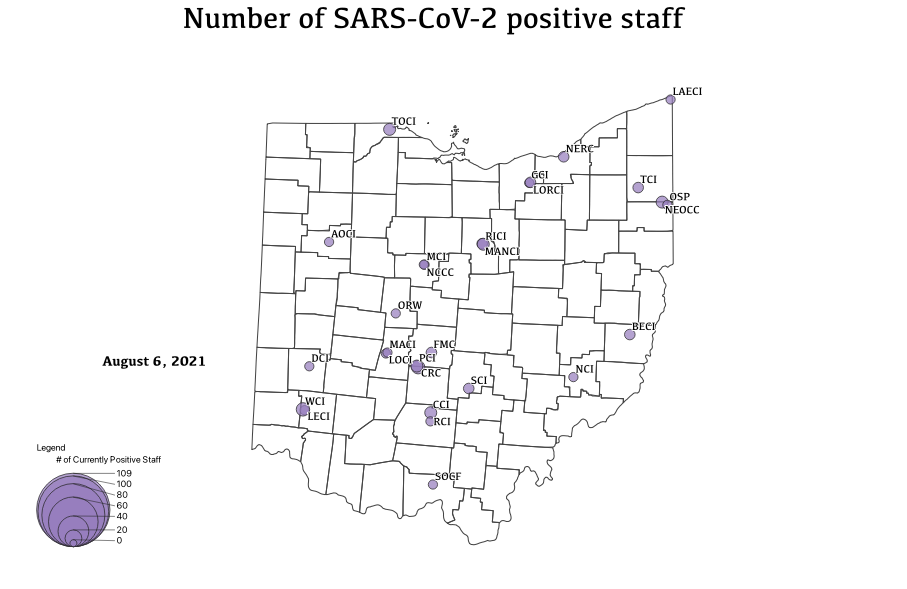 Number of SARS-CoV-2 positive staff
LAECI
TOCI
NERC
GCI
LORCI
TCI
OSP
NEOCC
AOCI
RICI
MANCI
MCI
NCCC
ORW
BECI
MACI
LOCI
FMC
PCI
CRC
August 6, 2021
DCI
NCI
SCI
WCI
LECI
CCI
RCI
SOCF
Legend
# of Currently Positive Staff
109
100
80
60
40
20
0